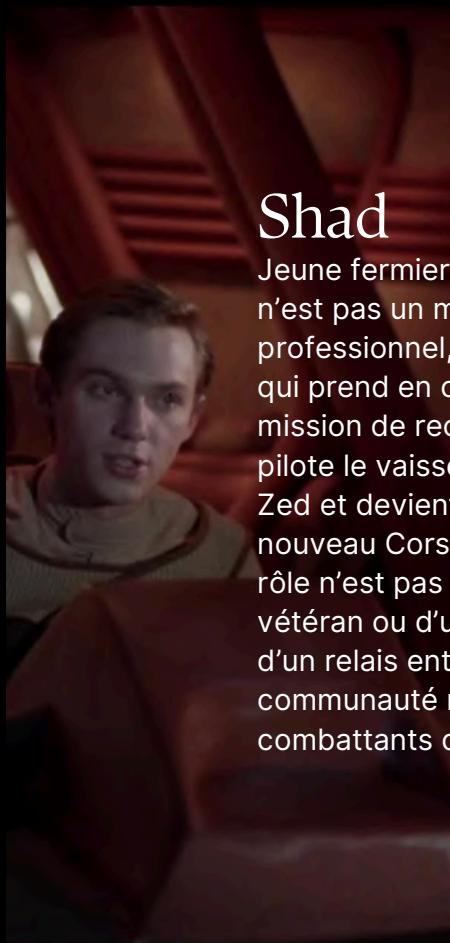 Shad
Jeune fermier
n’est pas un
professionnel,
qui prend en
mission de
pilote le
Zed et
nouveau
rôle n’est pas
vétéran ou
d’un relais
communauté
combattants